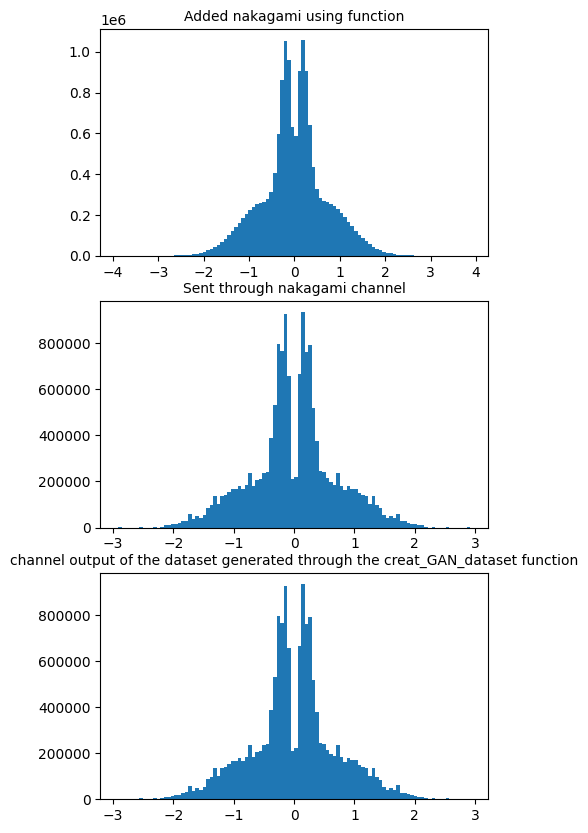 Added nakagami using function
1e6
1.0
0.8
0.6
0.4
0.2
0.0
−4 −3 −2 −1 0 1 2 3 4
Sent through nakagami channel
800000
600000
400000
200000
0
−3 −2 −1 0 1 2 3
channel output of the dataset generated through the creat_GAN_dataset function
800000
600000
400000
200000
0
−3 −2 −1 0 1 2 3